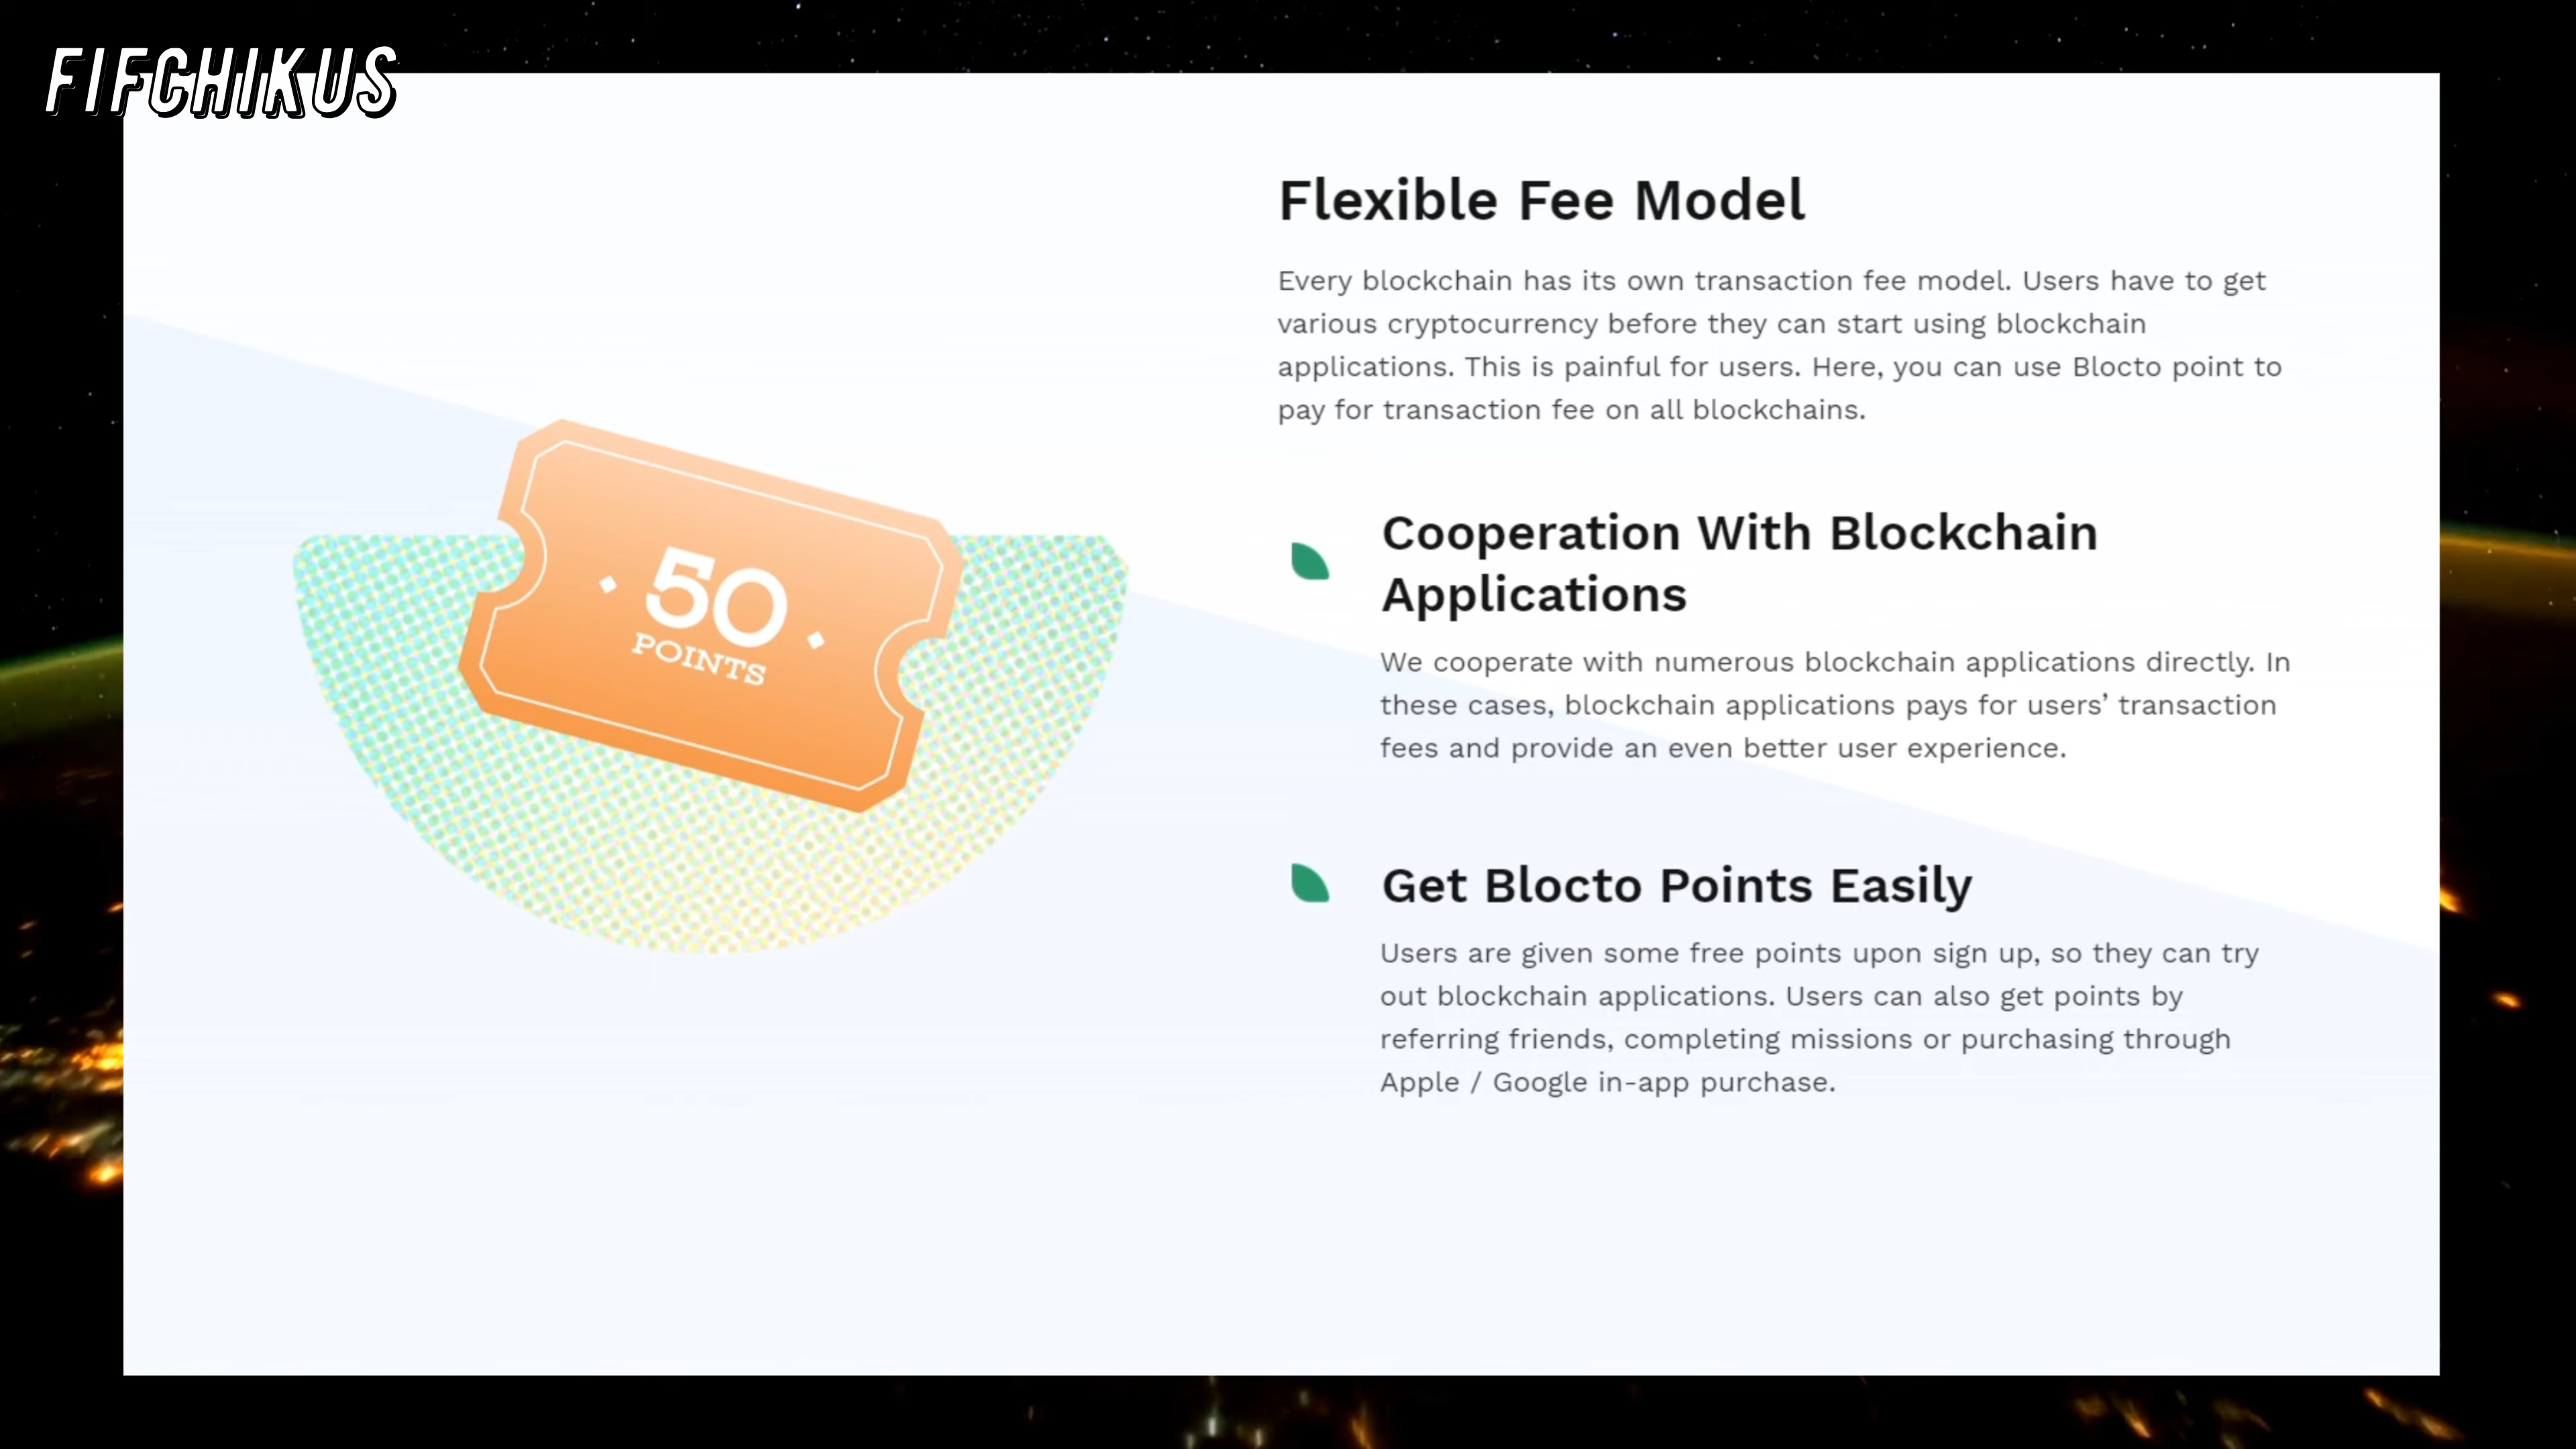 FIFCHIKUS
Flexible Fee Model
Every blockchain has its own transaction fee model. Users have to get
various cryptocurrency before they can start using blockchain
applications. This is painful for users. Here, you can use Blocto point to
pay for transaction fee on all blockchains.
50
POINTS
Cooperation With Blockchain
Applications
We cooperate with numerous blockchain applications directly. In
these cases, blockchain applications pays for users’ transaction
fees and provide an even better user experience.
Get Blocto Points Easily
Users are given some free points upon sign up, so they can try
out blockchain applications. Users can also get points by
referring friends, completing missions or purchasing through
Apple / Google in-app purchase.